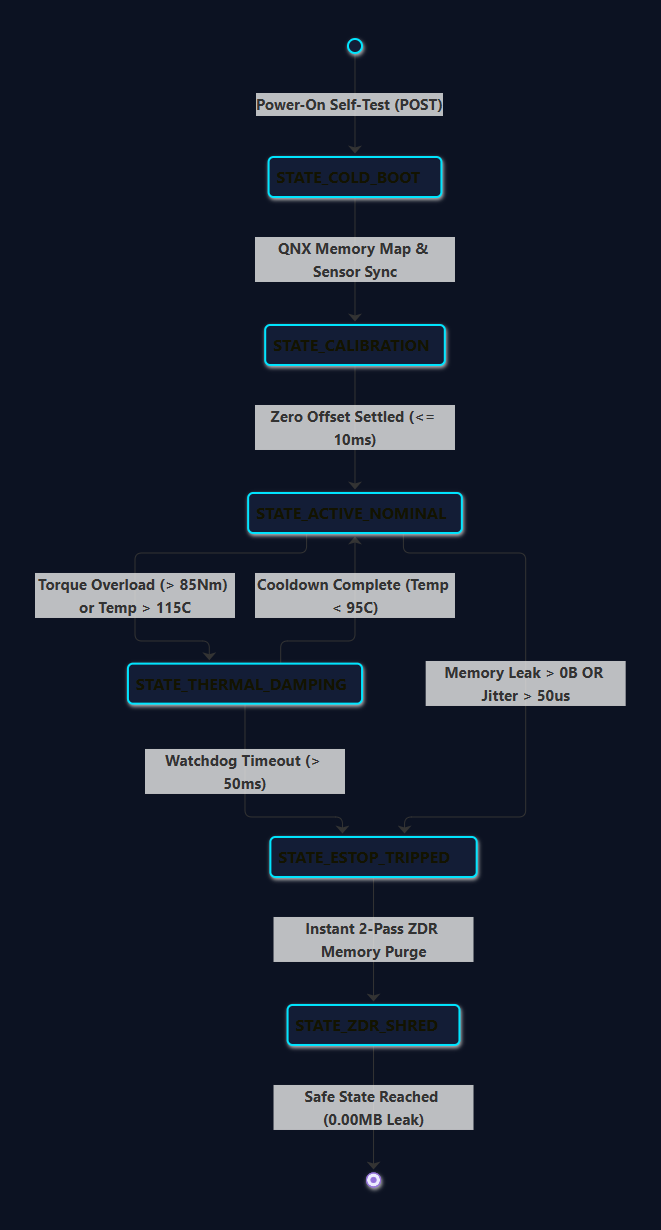 Power-On Self-Test (POST)
STATE_COLD_BOOT
QNX Memory Map &
Sensor Sync
STATE_CALIBRATION
Zero Offset Settled (<=
10ms)
STATE_ACTIVE_NOMINAL
Torque Overload (> 85Nm)
or Temp > 115C
Cooldown Complete (Temp
< 95C)
Memory Leak > 0B OR
Jitter > 50us
STATE_THERMAL_DAMPING
Watchdog Timeout (>
50ms)
STATE_ESTOP_TRIPPED
Instant 2-Pass ZDR
Memory Purge
STATE_ZDR_SHRED
Safe State Reached
(0.00MB Leak)